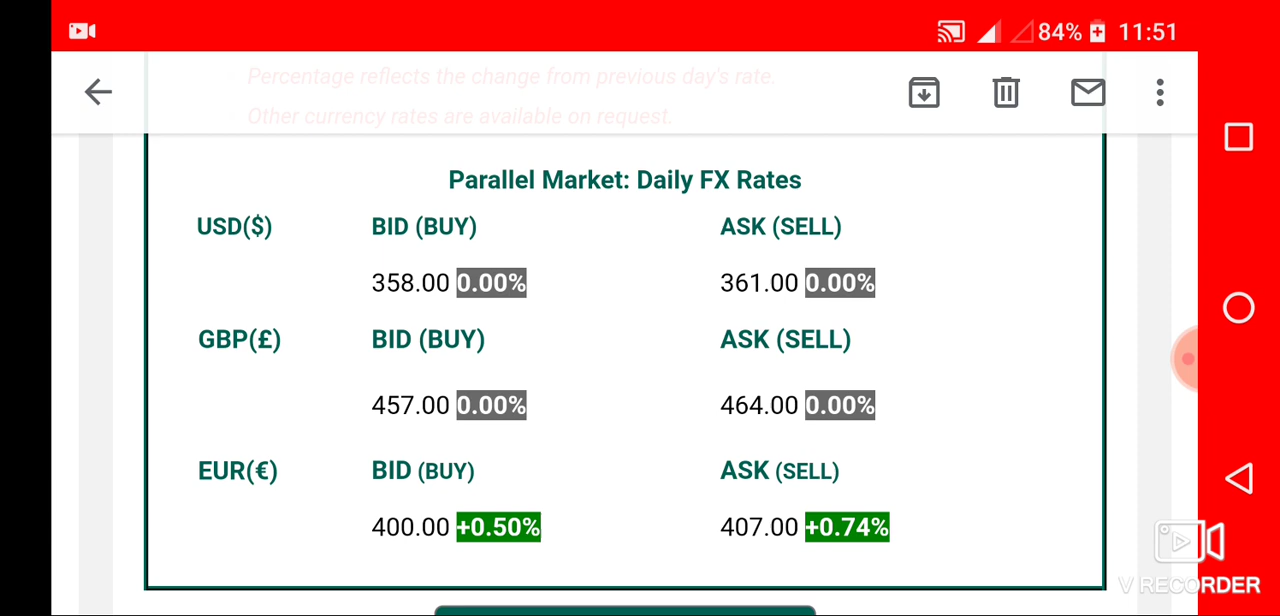 84% 11:51
Percentage reflects the change from previous day's rate.
Other currency rates are available on request.
Parallel Market: Daily FX Rates
USD($) BID (BUY) ASK (SELL)
358.00 0.00% 361.00 0.00%
GBP(£) BID (BUY) ASK (SELL)
457.00 0.00% 464.00 0.00%
EUR(€) BID (BUY) ASK (SELL)
400.00 +0.50% 407.00 +0.74%
V RECORDER